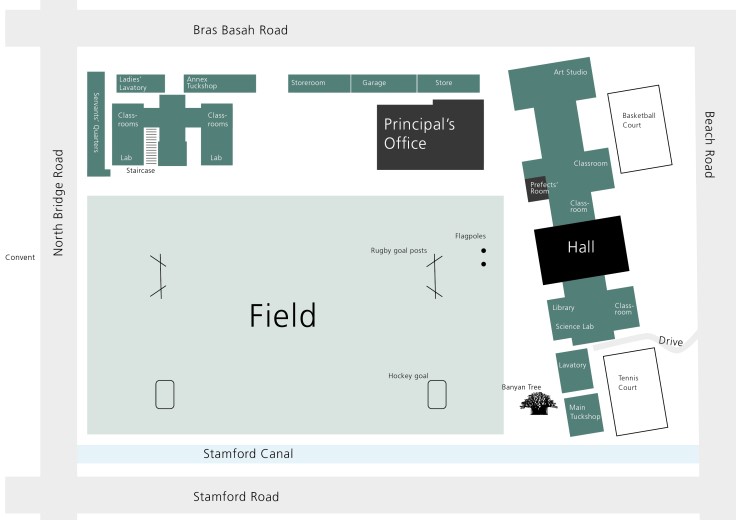 Bras Basah Road
Ladies'
Lavatory
Annex
Tuckshop
Storeroom
Garage
Store
Art Studio
Servants' Quarters
Class-
rooms
Class-
rooms
Lab
Lab
Staircase
Principal's
Office
Basketball
Court
Beach Road
Classroom
Prefects'
Room
Class-
room
North Bridge Road
Convent
Flagpoles
Rugby goal posts
Hall
Field
Library
Class-
room
Science Lab
Drive
Lavatory
Hockey goal
Tennis
Court
Banyan Tree
Main
Tuckshop
Stamford Canal
Stamford Road